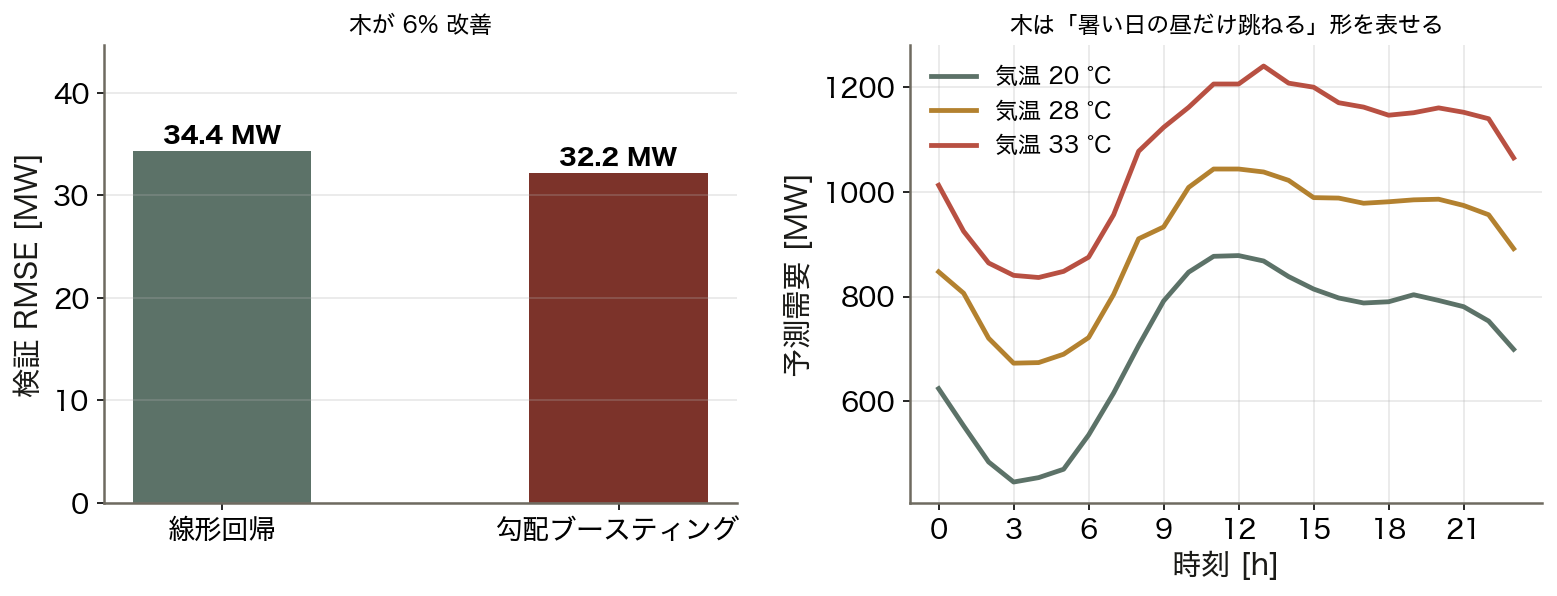 木が 6% 改善
検証 RMSE [MW]
40
30
20
10
0
34.4 MW
32.2 MW
線形回帰
勾配ブースティング
木は「暑い日の昼だけ跳ねる」形を表せる
予測需要 [MW]
1200
1000
800
600
気温 20 ℃
気温 28 ℃
気温 33 ℃
0 3 6 9 12 15 18 21
時刻 [h]